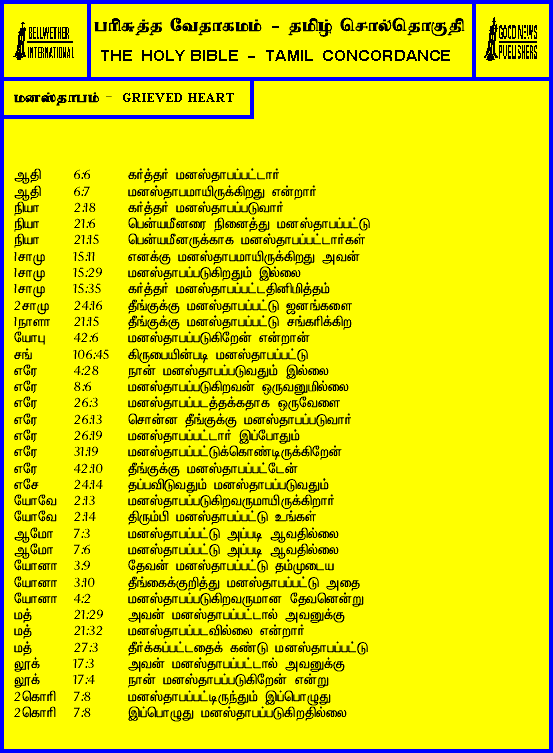 BELLWETHER
INTERNATIONAL
பரிசுத்த வேதாகமம் - தமிழ் சொல்தொகுதி
THE HOLY BIBLE - TAMIL CONCORDANCE
GOOD NEWS
PUBLISHERS
மனஸ்தாபம் - GRIEVED HEART
ஆதி 6:6 கர்த்தர் மனஸ்தாபப்பட்டார்
ஆதி 6:7 மனஸ்தாபமாயிருக்கிறது என்றார்
நியா 2:18 கர்த்தர் மனஸ்தாபப்படுவார்
நியா 21:6 பென்யமீனரை நினைத்து மனஸ்தாபப்பட்டு
நியா 21:15 பென்யமீனருக்காக மனஸ்தாபப்பட்டார்கள்
1சாமு 15:11 எனக்கு மனஸ்தாபமாயிருக்கிறது அவன்
1சாமு 15:29 மனஸ்தாபப்படுகிறதும் இல்லை
1சாமு 15:35 கர்த்தர் மனஸ்தாபப்பட்டதினிமித்தம்
2சாமு 24:16 தீங்குக்கு மனஸ்தாபப்பட்டு ஜனங்களை
1நாளா 21:15 தீங்குக்கு மனஸ்தாபப்பட்டு சங்கரிக்கிற
யோபு 42:6 மனஸ்தாபப்படுகிறேன் என்றான்
சங் 106:45 கிருபையின்படி மனஸ்தாபப்பட்டு
எரே 4:28 நான் மனஸ்தாபப்படுவதும் இல்லை
எரே 8:6 மனஸ்தாபப்படுகிறவன் ஒருவனுமில்லை
எரே 26:3 மனஸ்தாபப்படத்தக்கதாக ஒருவேளை
எரே 26:13 சொன்ன தீங்குக்கு மனஸ்தாபப்படுவார்
எரே 26:19 மனஸ்தாபப்பட்டார் இப்போதும்
எரே 31:19 மனஸ்தாபப்பட்டுக்கொண்டிருக்கிறேன்
எரே 42:10 தீங்குக்கு மனஸ்தாபப்பட்டேன்
எசே 24:14 தப்பவிடுவதும் மனஸ்தாபப்படுவதும்
யோவே 2:13 மனஸ்தாபப்படுகிறவருமாயிருக்கிறார்
யோவே 2:14 திரும்பி மனஸ்தாபப்பட்டு உங்கள்
ஆமோ 7:3 மனஸ்தாபப்பட்டு அப்படி ஆவதில்லை
ஆமோ 7:6 மனஸ்தாபப்பட்டு அப்படி ஆவதில்லை
யோனா 3:9 தேவன் மனஸ்தாபப்பட்டு தம்முடைய
யோனா 3:10 தீங்கைக்குறித்து மனஸ்தாபப்பட்டு அதை
யோனா 4:2 மனஸ்தாபப்படுகிறவருமான தேவனென்று
மத் 21:29 அவன் மனஸ்தாபப்பட்டால் அவனுக்கு
மத் 21:32 மனஸ்தாபப்படவில்லை என்றார்
மத் 27:3 தீர்க்கப்பட்டதைக் கண்டு மனஸ்தாபப்பட்டு
லூக் 17:3 அவன் மனஸ்தாபப்பட்டால் அவனுக்கு
லூக் 17:4 நான் மனஸ்தாபப்படுகிறேன் என்று
2கொரி 7:8 மனஸ்தாபப்பட்டிருந்தும் இப்பொழுது
2கொரி 7:8 இப்பொழுது மனஸ்தாபப்படுகிறதில்லை